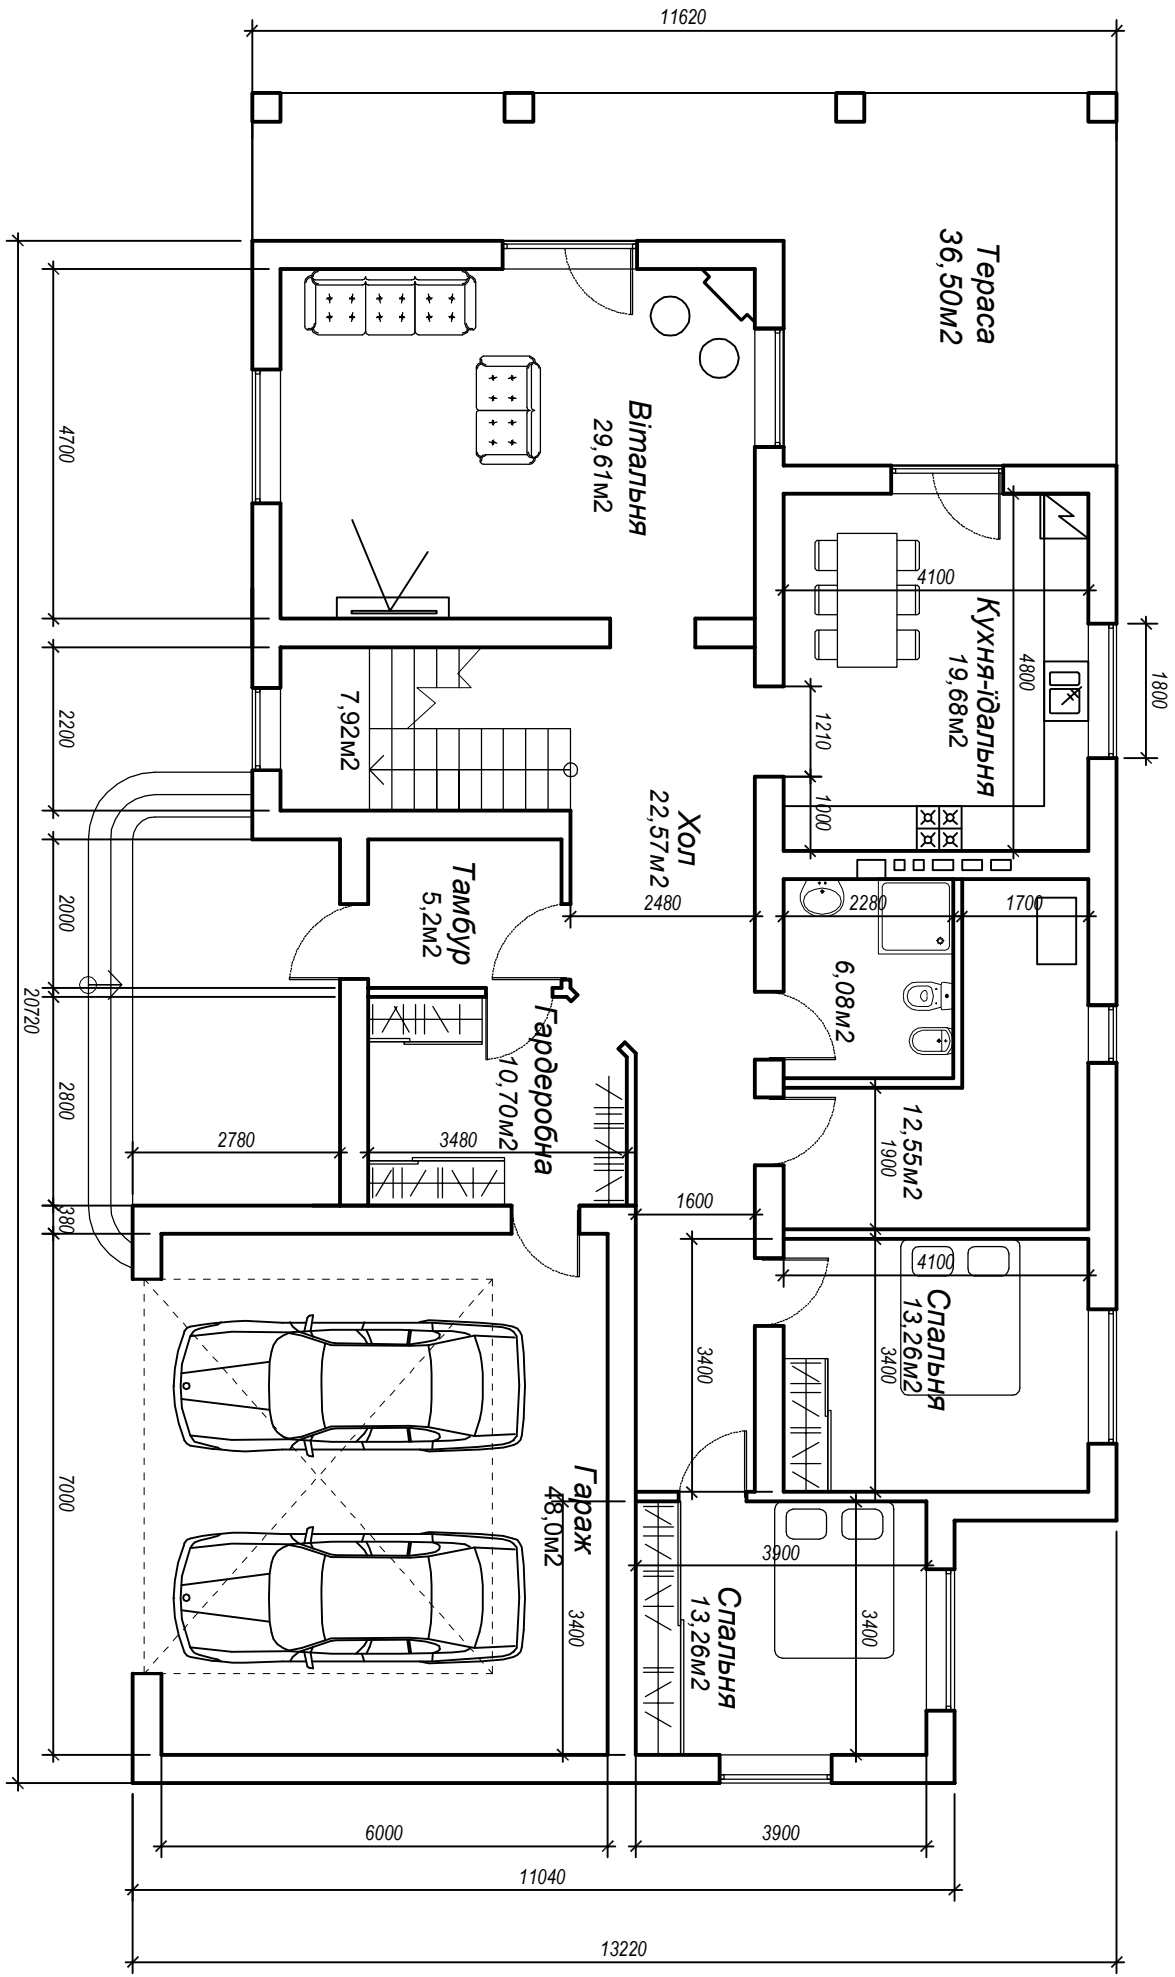 11620
Тераса
36,50м2
Вітальня
29,61м2
4700
Кухня-їдальня
19,68м2
4100
4800
1800
1210
1000
7,92м2
2200
Хол
22,57м2
2480
Тамбур
5,2м2
2000
20720
2280
1700
6,08м2
12,55м2
1900
Гардеробна
10,70м2
2800
2780
3480
380
1600
4100
Спальня
13,26м2
3400
3400
Гараж
48,0м2
7000
3400
3900
Спальня
13,26м2
3400
6000
3900
11040
13220